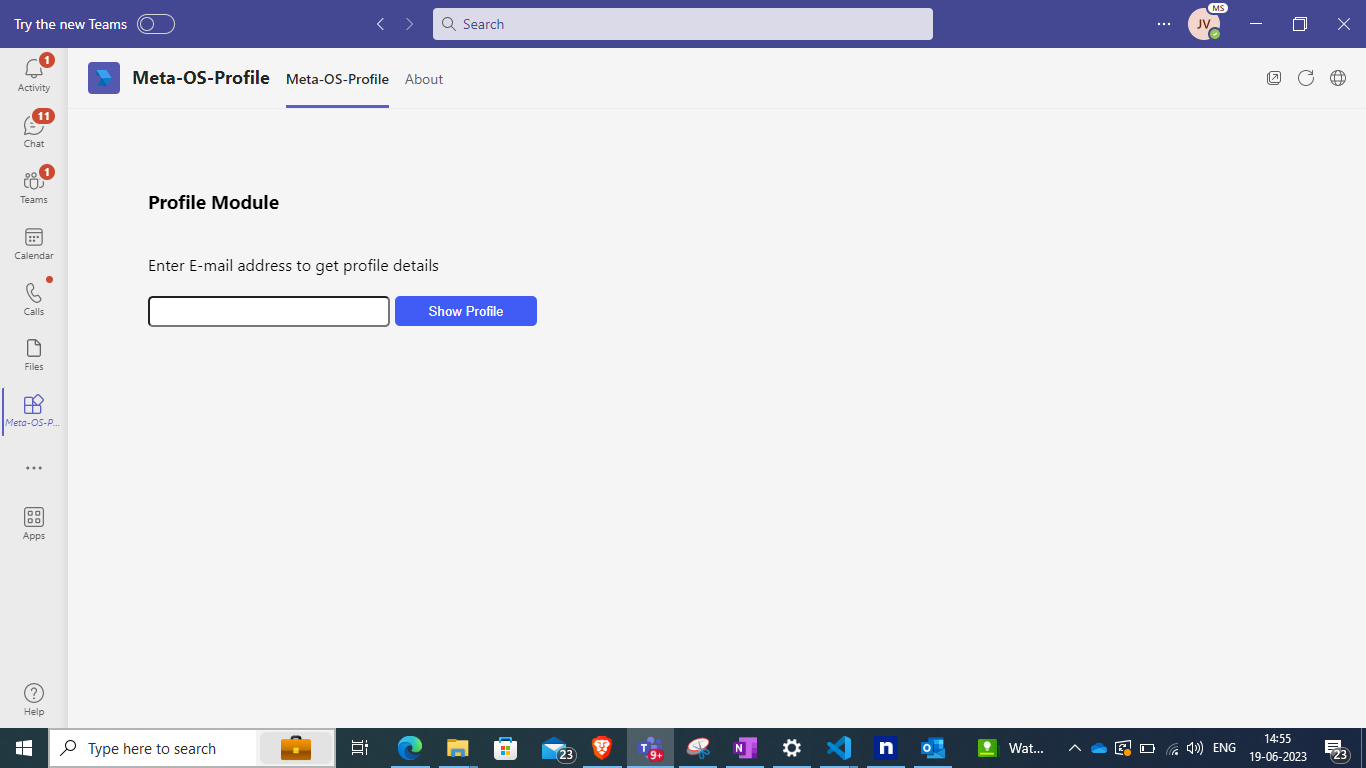 Try the new Teams
Search
MS
JV
1
Activity
11
Chat
1
Teams
Calendar
Calls
Files
Meta-OS-P...
Apps
Help
Meta-OS-Profile
Meta-OS-Profile
About
Profile Module
Enter E-mail address to get profile details
Show Profile
Type here to search
23
T
9+
N
n
Wat...
ENG
14:55
19-06-2023
23